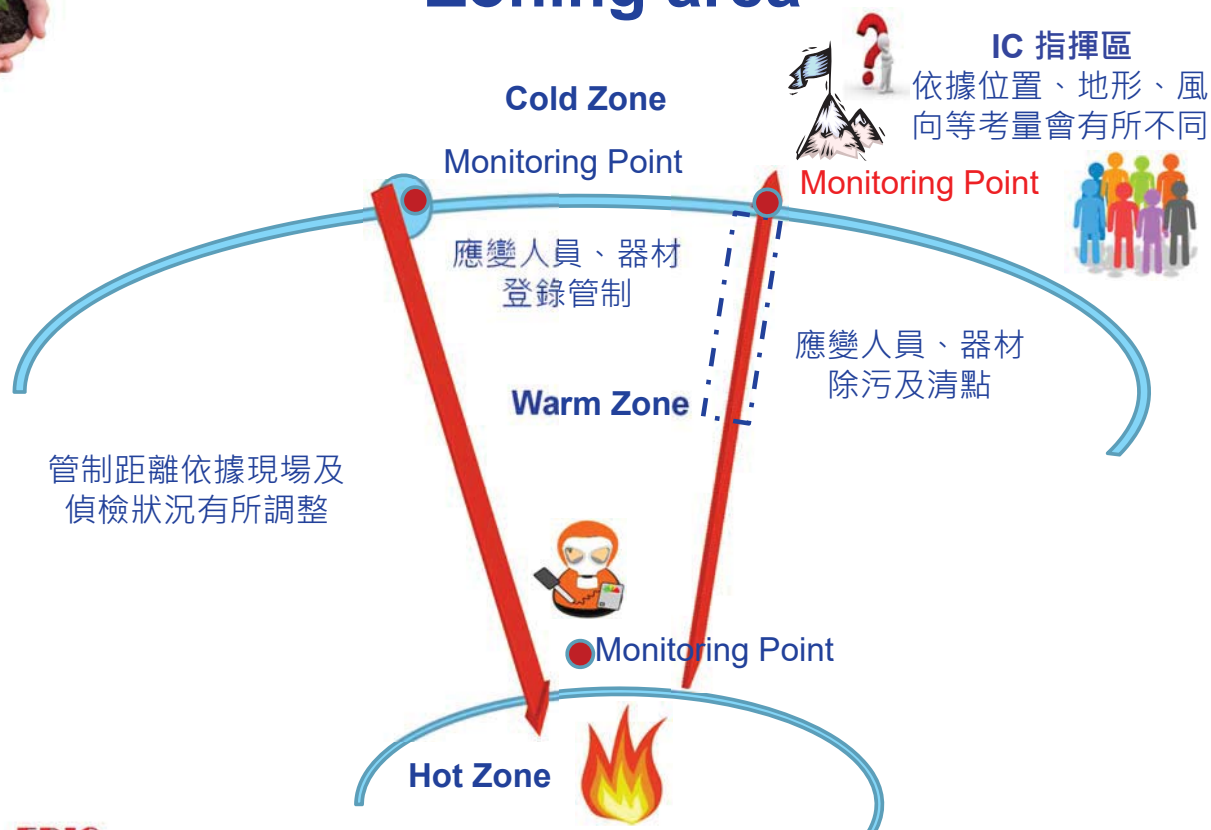 Zoning area
IC 指揮區
依據位置、地形、風
向等考量會有所不同
Cold Zone
Monitoring Point
Monitoring Point
應變人員、器材
登錄管制
應變人員、器材
除污及清點
Warm Zone
管制距離依據現場及
偵檢狀況有所調整
Monitoring Point
Hot Zone